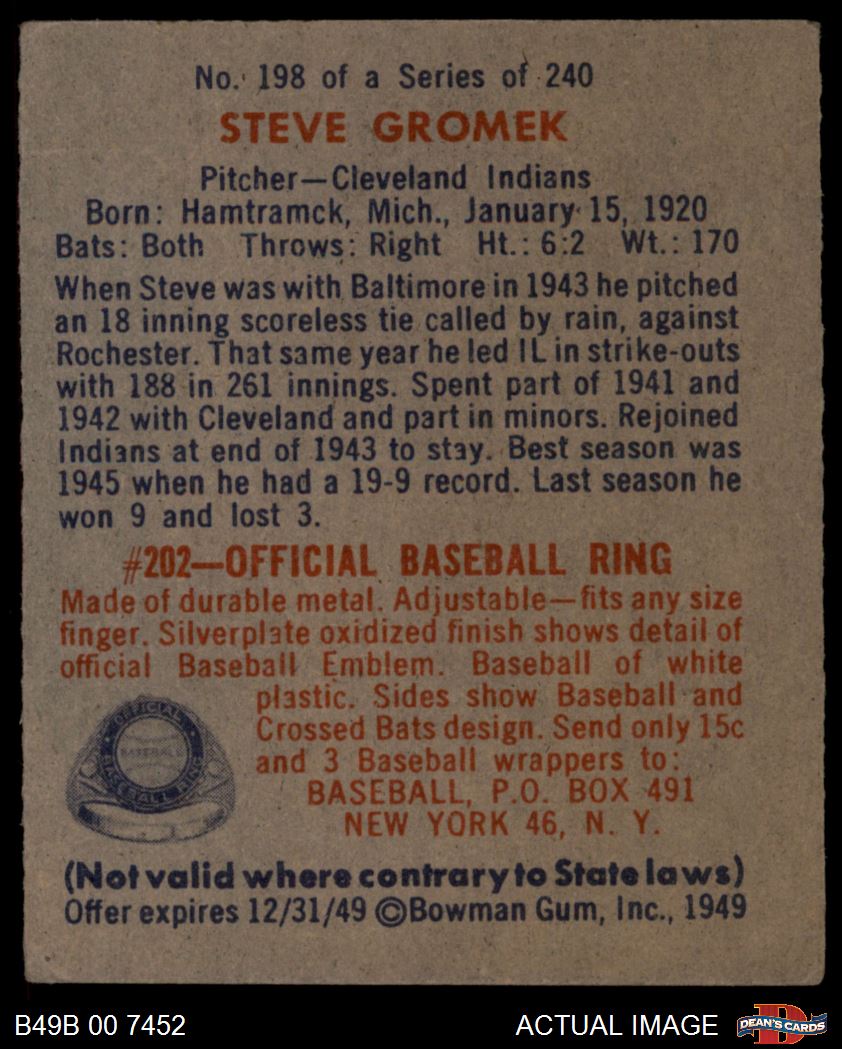 No. 198 of a Series of 240
STEVE GROMEK
Pitcher—Cleveland Indians
Born: Hamtramck, Mich., January 15, 1920
Bats: Both Throws: Right Ht.: 6:2 Wt.: 170
When Steve was with Baltimore in 1943 he pitched
an 18 inning scoreless tie called by rain, against
Rochester. That same year he led IL in strike-outs
with 188 in 261 innings. Spent part of 1941 and
1942 with Cleveland and part in minors. Rejoined
Indians at end of 1943 to stay. Best season was
1945 when he had a 19-9 record. Last season he
won 9 and lost 3.
#202—OFFICIAL BASEBALL RING
Made of durable metal. Adjustable—fits any size
finger. Silverplate oxidized finish shows detail of
official Baseball Emblem. Baseball of white
plastic. Sides show Baseball and
Crossed Bats design. Send only 15c
and 3 Baseball wrappers to:
BASEBALL, P.O. BOX 491
NEW YORK 46, N. Y.
OFFICIAL
BASEBALL
BASEBALL RING
(Not valid where contrary to State laws)
Offer expires 12/31/49 ©Bowman Gum, Inc., 1949
B49B 00 7452
ACTUAL IMAGE
DEAN'S CARDS